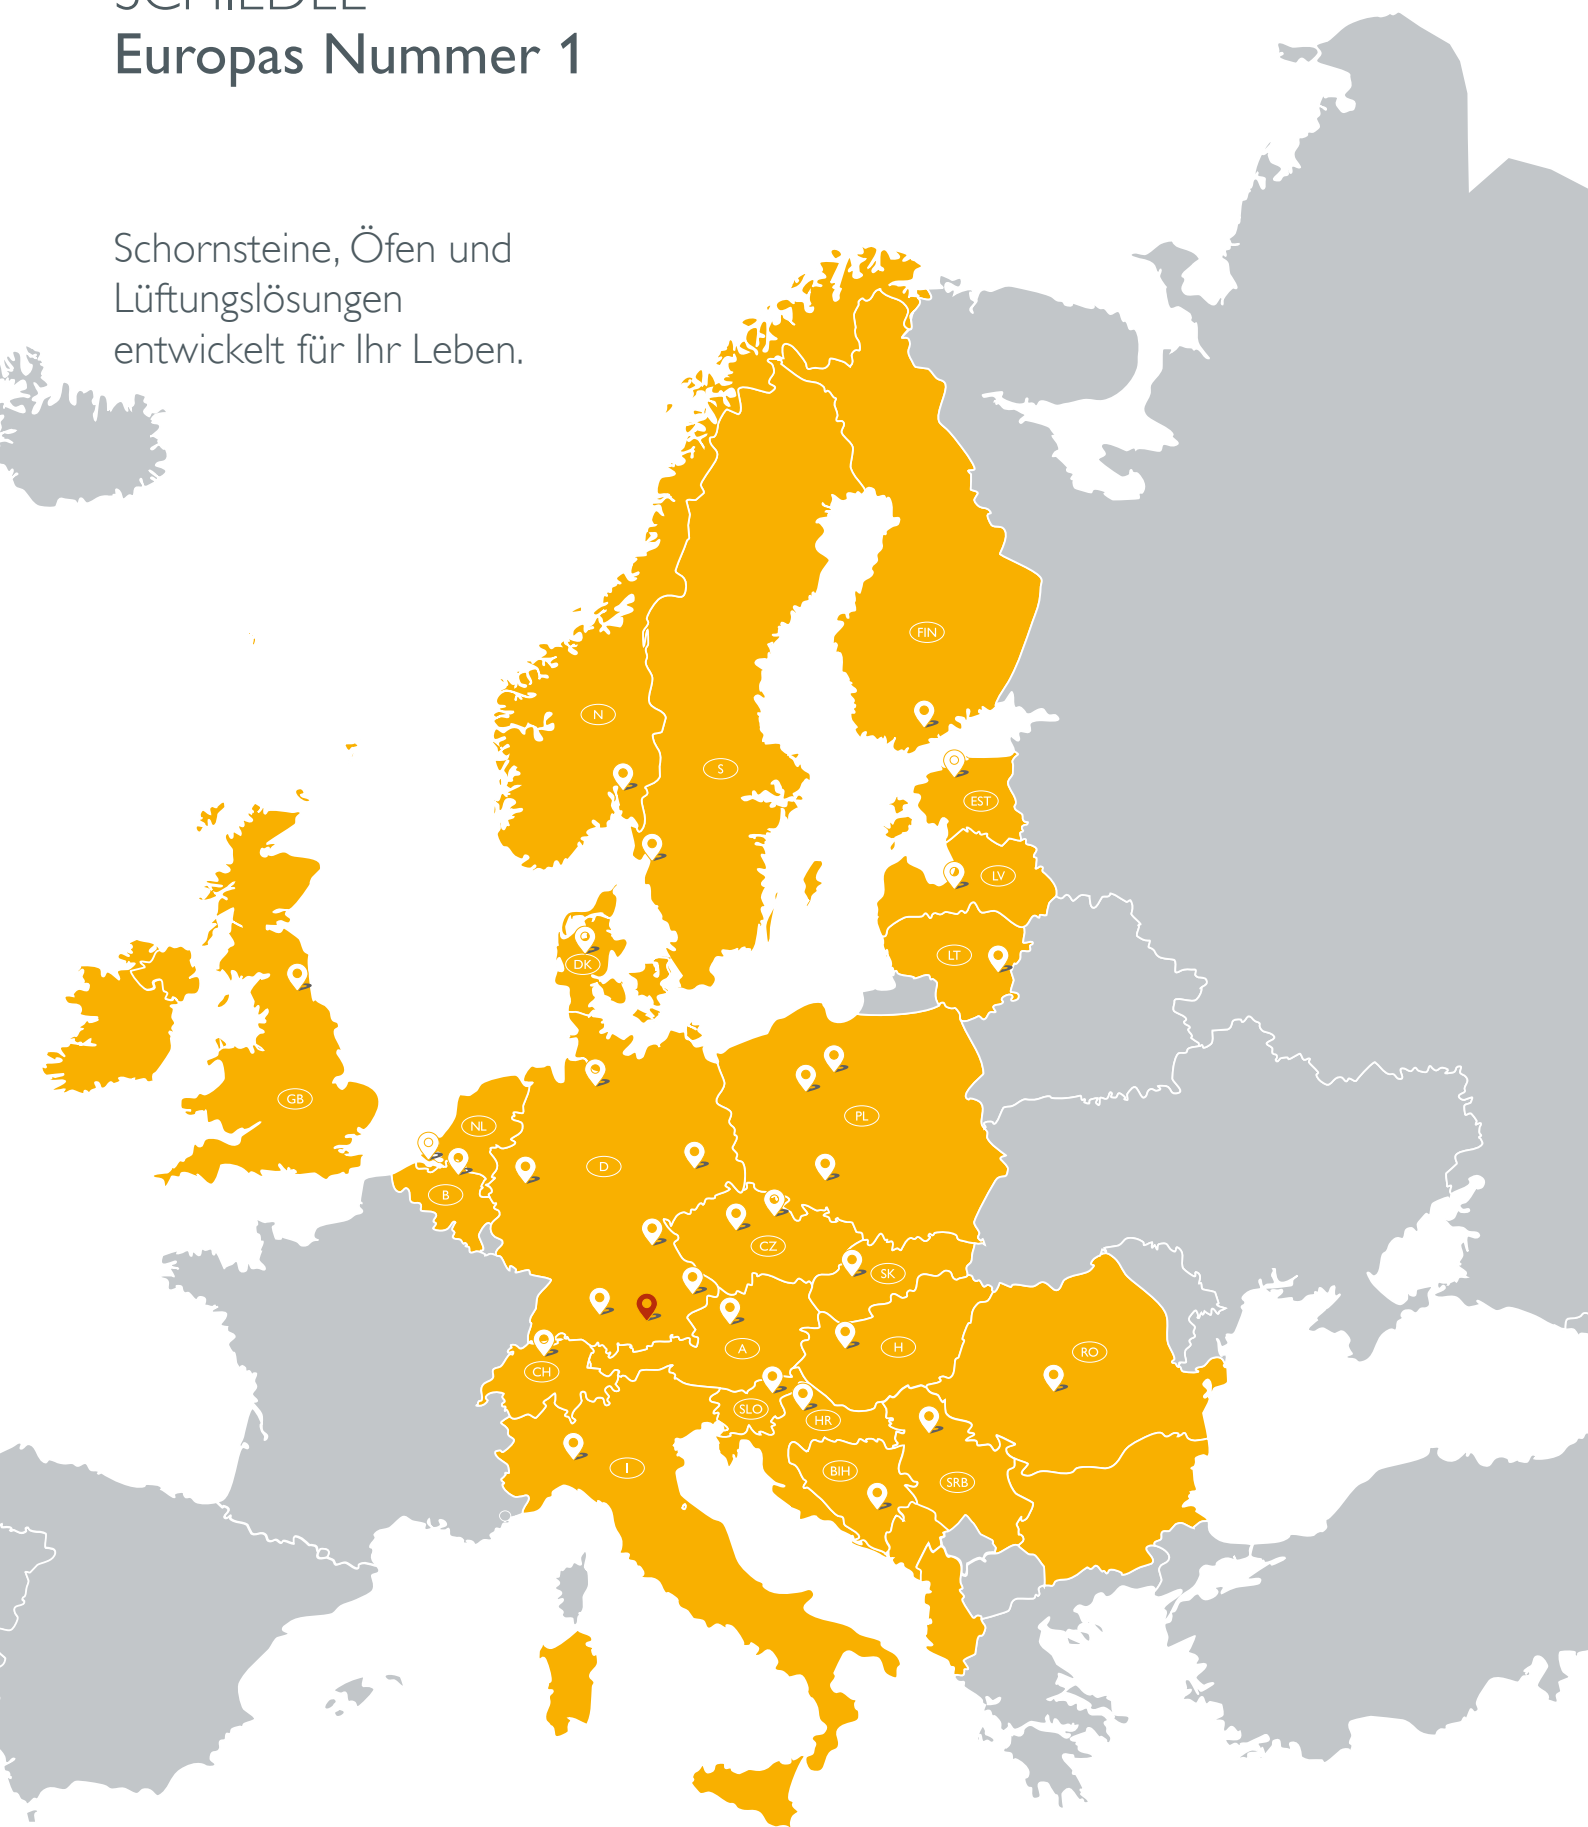 SCHIEDEL
Europas Nummer 1
Schornsteine, Öfen und
Lüftungslösungen
entwickelt für Ihr Leben.
FIN
N
S
EST
LV
LT
DK
GB
NL
PL
D
B
CZ
SK
A
H
RO
CH
SLO
HR
I
BIH
SRB